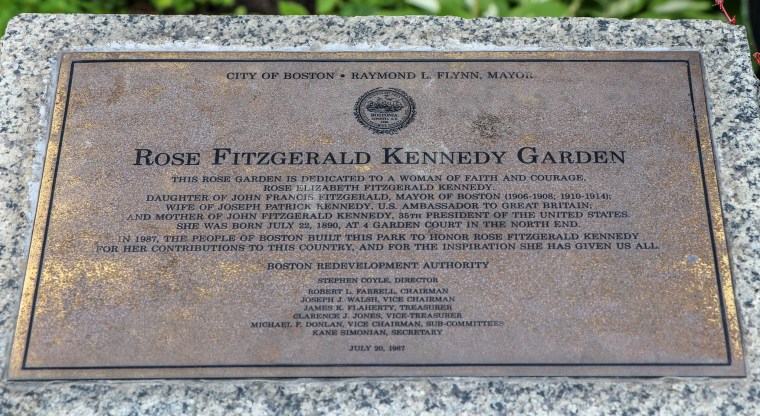 CITY OF BOSTON • RAYMOND L. FLYNN, MAYOR
BOSTONIA
ROSE FITZGERALD KENNEDY GARDEN
THIS ROSE GARDEN IS DEDICATED TO A WOMAN OF FAITH AND COURAGE,
ROSE ELIZABETH FITZGERALD KENNEDY.
DAUGHTER OF JOHN FRANCIS FITZGERALD, MAYOR OF BOSTON (1906-1908; 1910-1914);
WIFE OF JOSEPH PATRICK KENNEDY, U.S. AMBASSADOR TO GREAT BRITAIN;
AND MOTHER OF JOHN FITZGERALD KENNEDY, 35TH PRESIDENT OF THE UNITED STATES.
SHE WAS BORN JULY 22, 1890, AT 4 GARDEN COURT IN THE NORTH END.
IN 1987, THE PEOPLE OF BOSTON BUILT THIS PARK TO HONOR ROSE FITZGERALD KENNEDY
FOR HER CONTRIBUTIONS TO THIS COUNTRY, AND FOR THE INSPIRATION SHE HAS GIVEN US ALL.
BOSTON REDEVELOPMENT AUTHORITY
STEPHEN COYLE, DIRECTOR
ROBERT L. FARRELL, CHAIRMAN
JOSEPH J. WALSH, VICE CHAIRMAN
JAMES K. FLAHERTY, TREASURER
CLARENCE J. JONES, VICE-TREASURER
MICHAEL F. DONLAN, VICE CHAIRMAN, SUB-COMMITTEES
KANE SIMONIAN, SECRETARY
JULY 20, 1987